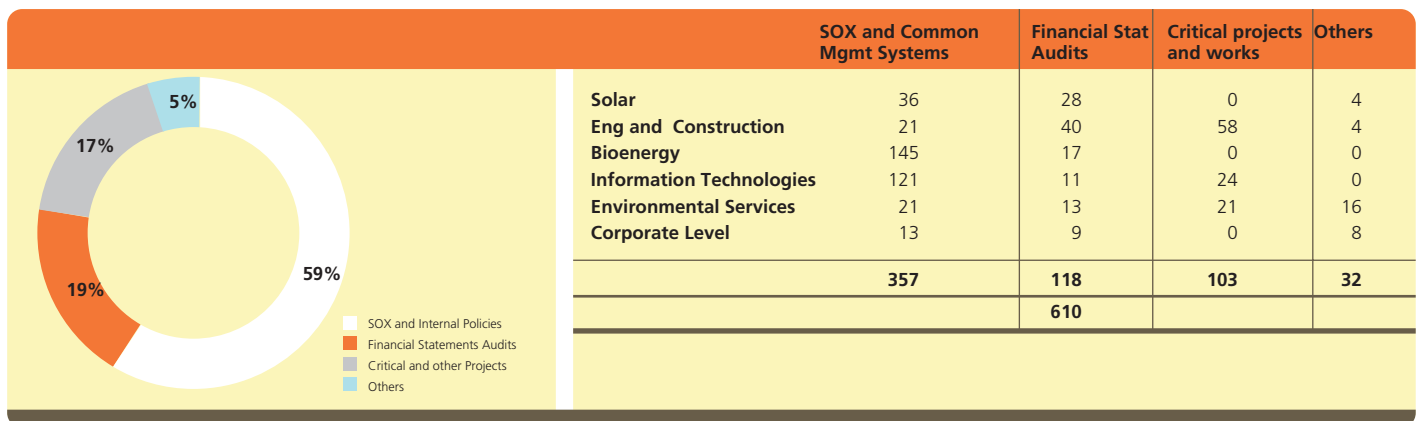 SOX and Common Financial Stat Critical projects Others
Mgmt Systems Audits and works
5%
17%
59%
19%
SOX and Internal Policies
Financial Statements Audits
Critical and other Projects
Others
Solar 36 28 0 4
Eng and Construction 21 40 58 4
Bioenergy 145 17 0 0
Information Technologies 121 11 24 0
Environmental Services 21 13 21 16
Corporate Level 13 9 0 8
357 118 103 32
610